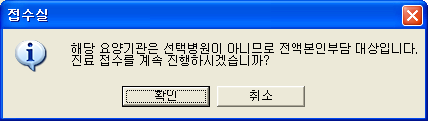 접수실
해당 요양기관은 선택병원이 아니므로 전액본인부담 대상입니다.
진료 접수를 계속 진행하시겠습니까?
확인 취소